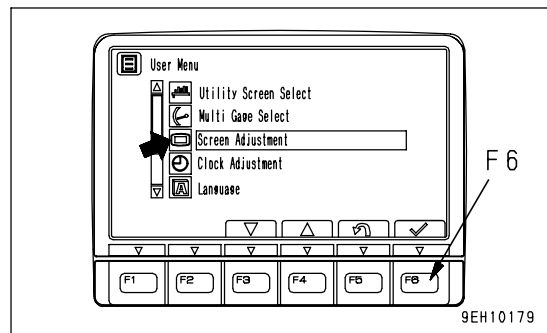 User Menu
Utility Screen Select
Multi Gage Select
Screen Adjustment
Clock Adjustment
A Language
F6
F1 F2 F3 F4 F5 F6
9EH10179